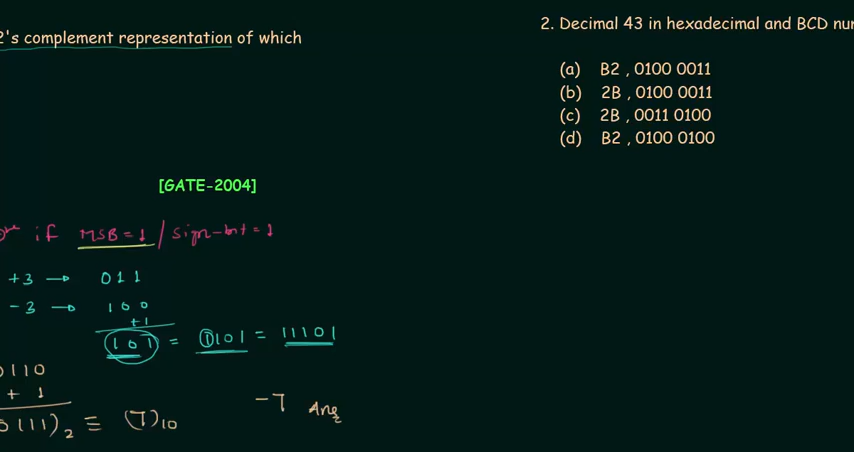 2's complement representation of which
[GATE-2004]
if MSB=1 / sign-bit=1
+3 → 011
-3 → 100
+1
101 = 1101 = 11101
0110
+ 1
0111)2 ≡ (7)10
-7 Ans
2. Decimal 43 in hexadecimal and BCD nu
(a) B2 , 0100 0011
(b) 2B , 0100 0011
(c) 2B , 0011 0100
(d) B2 , 0100 0100